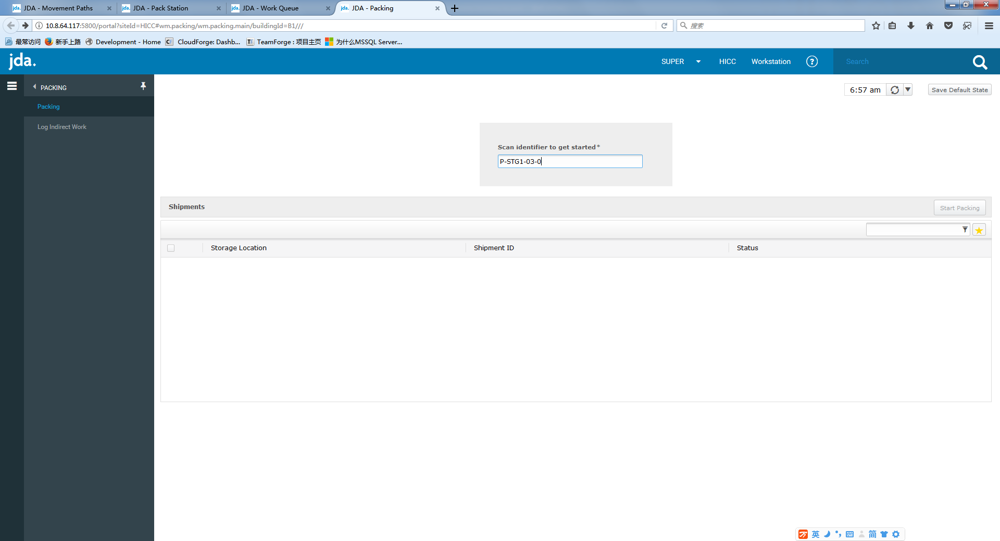 JDA - Movement Paths
JDA - Pack Station
JDA - Work Queue
JDA - Packing
10.8.64.117:5800/portal?siteId=HICC#wm.packing/wm.packing.main/buildingId=B1///
搜索
最常访问
新手上路
Development - Home
CloudForge: Dashb...
TeamForge : 项目主页
为什么MSSQL Server...
jda.
SUPER
HICC
Workstation
?
Search
PACKING
Packing
Log Indirect Work
6:57 am
Save Default State
Scan identifier to get started*
P-STG1-03-0
Shipments
Start Packing
Storage Location
Shipment ID
Status
英
简